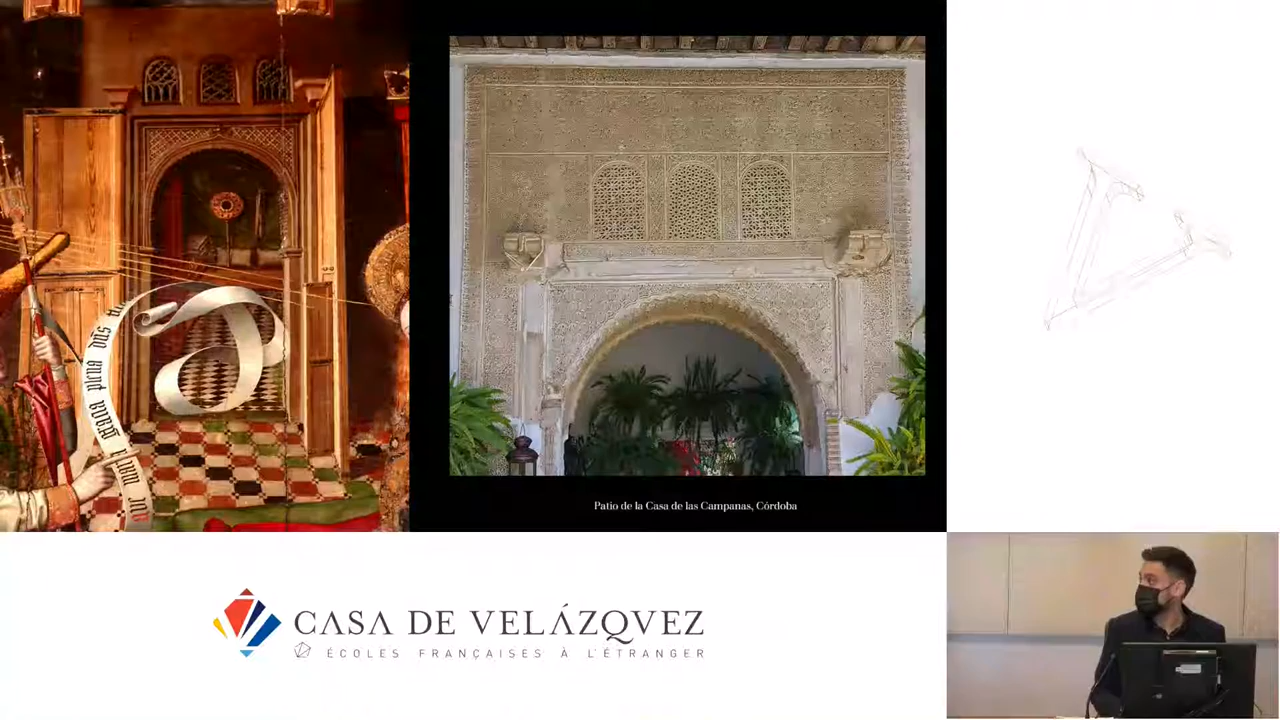 Patio de la Casa de las Campanas, Córdoba
CASA DE VELÁZQVEZ
ÉCOLES FRANÇAISES À L'ÉTRANGER